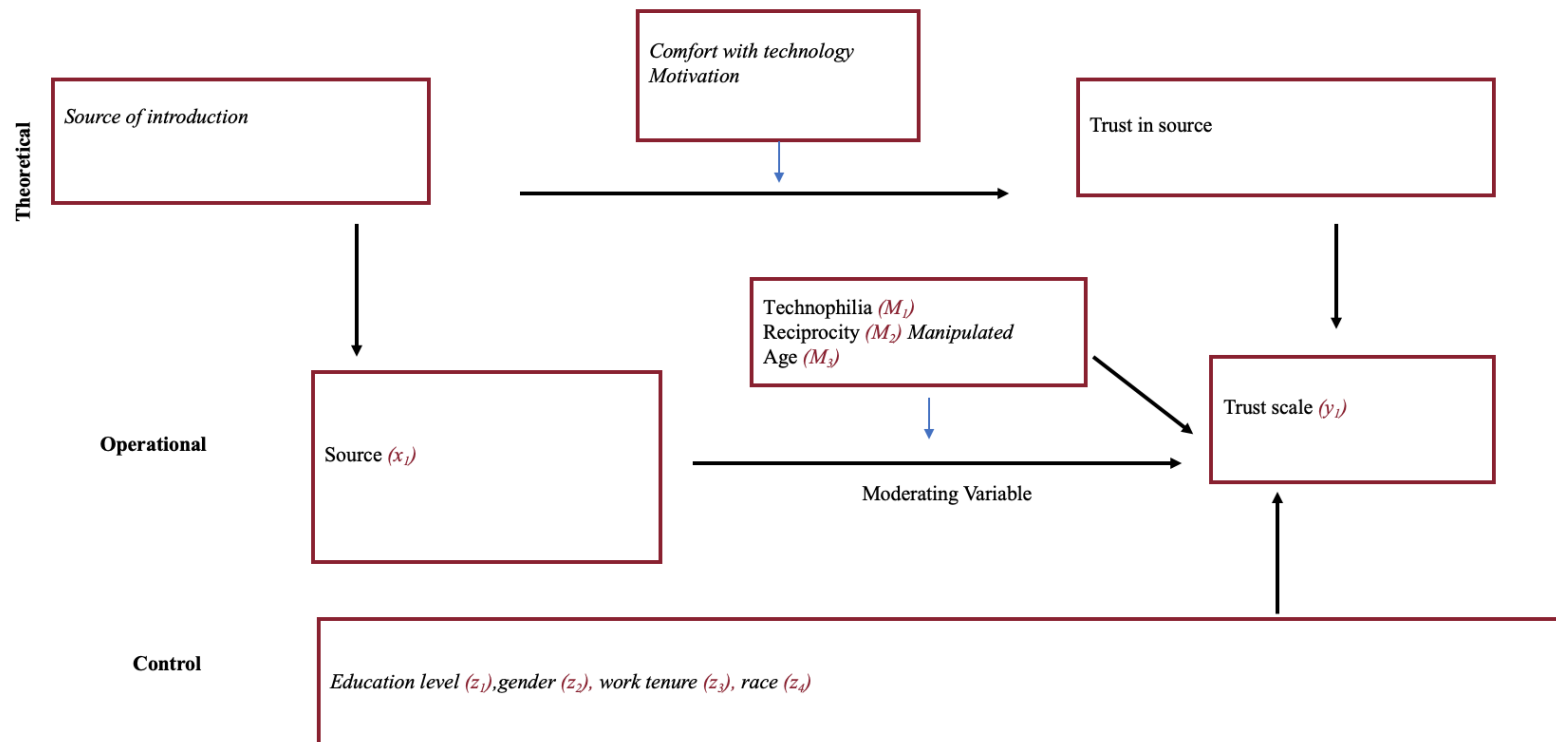 Theoretical
Source of introduction
Comfort with technology
Motivation
Trust in source
Operational
Source (x₁)
Technophilia (M₁)
Reciprocity (M₂) Manipulated
Age (M₃)
Moderating Variable
Trust scale (y₁)
Control
Education level (z₁),gender (z₂), work tenure (z₃), race (z₄)